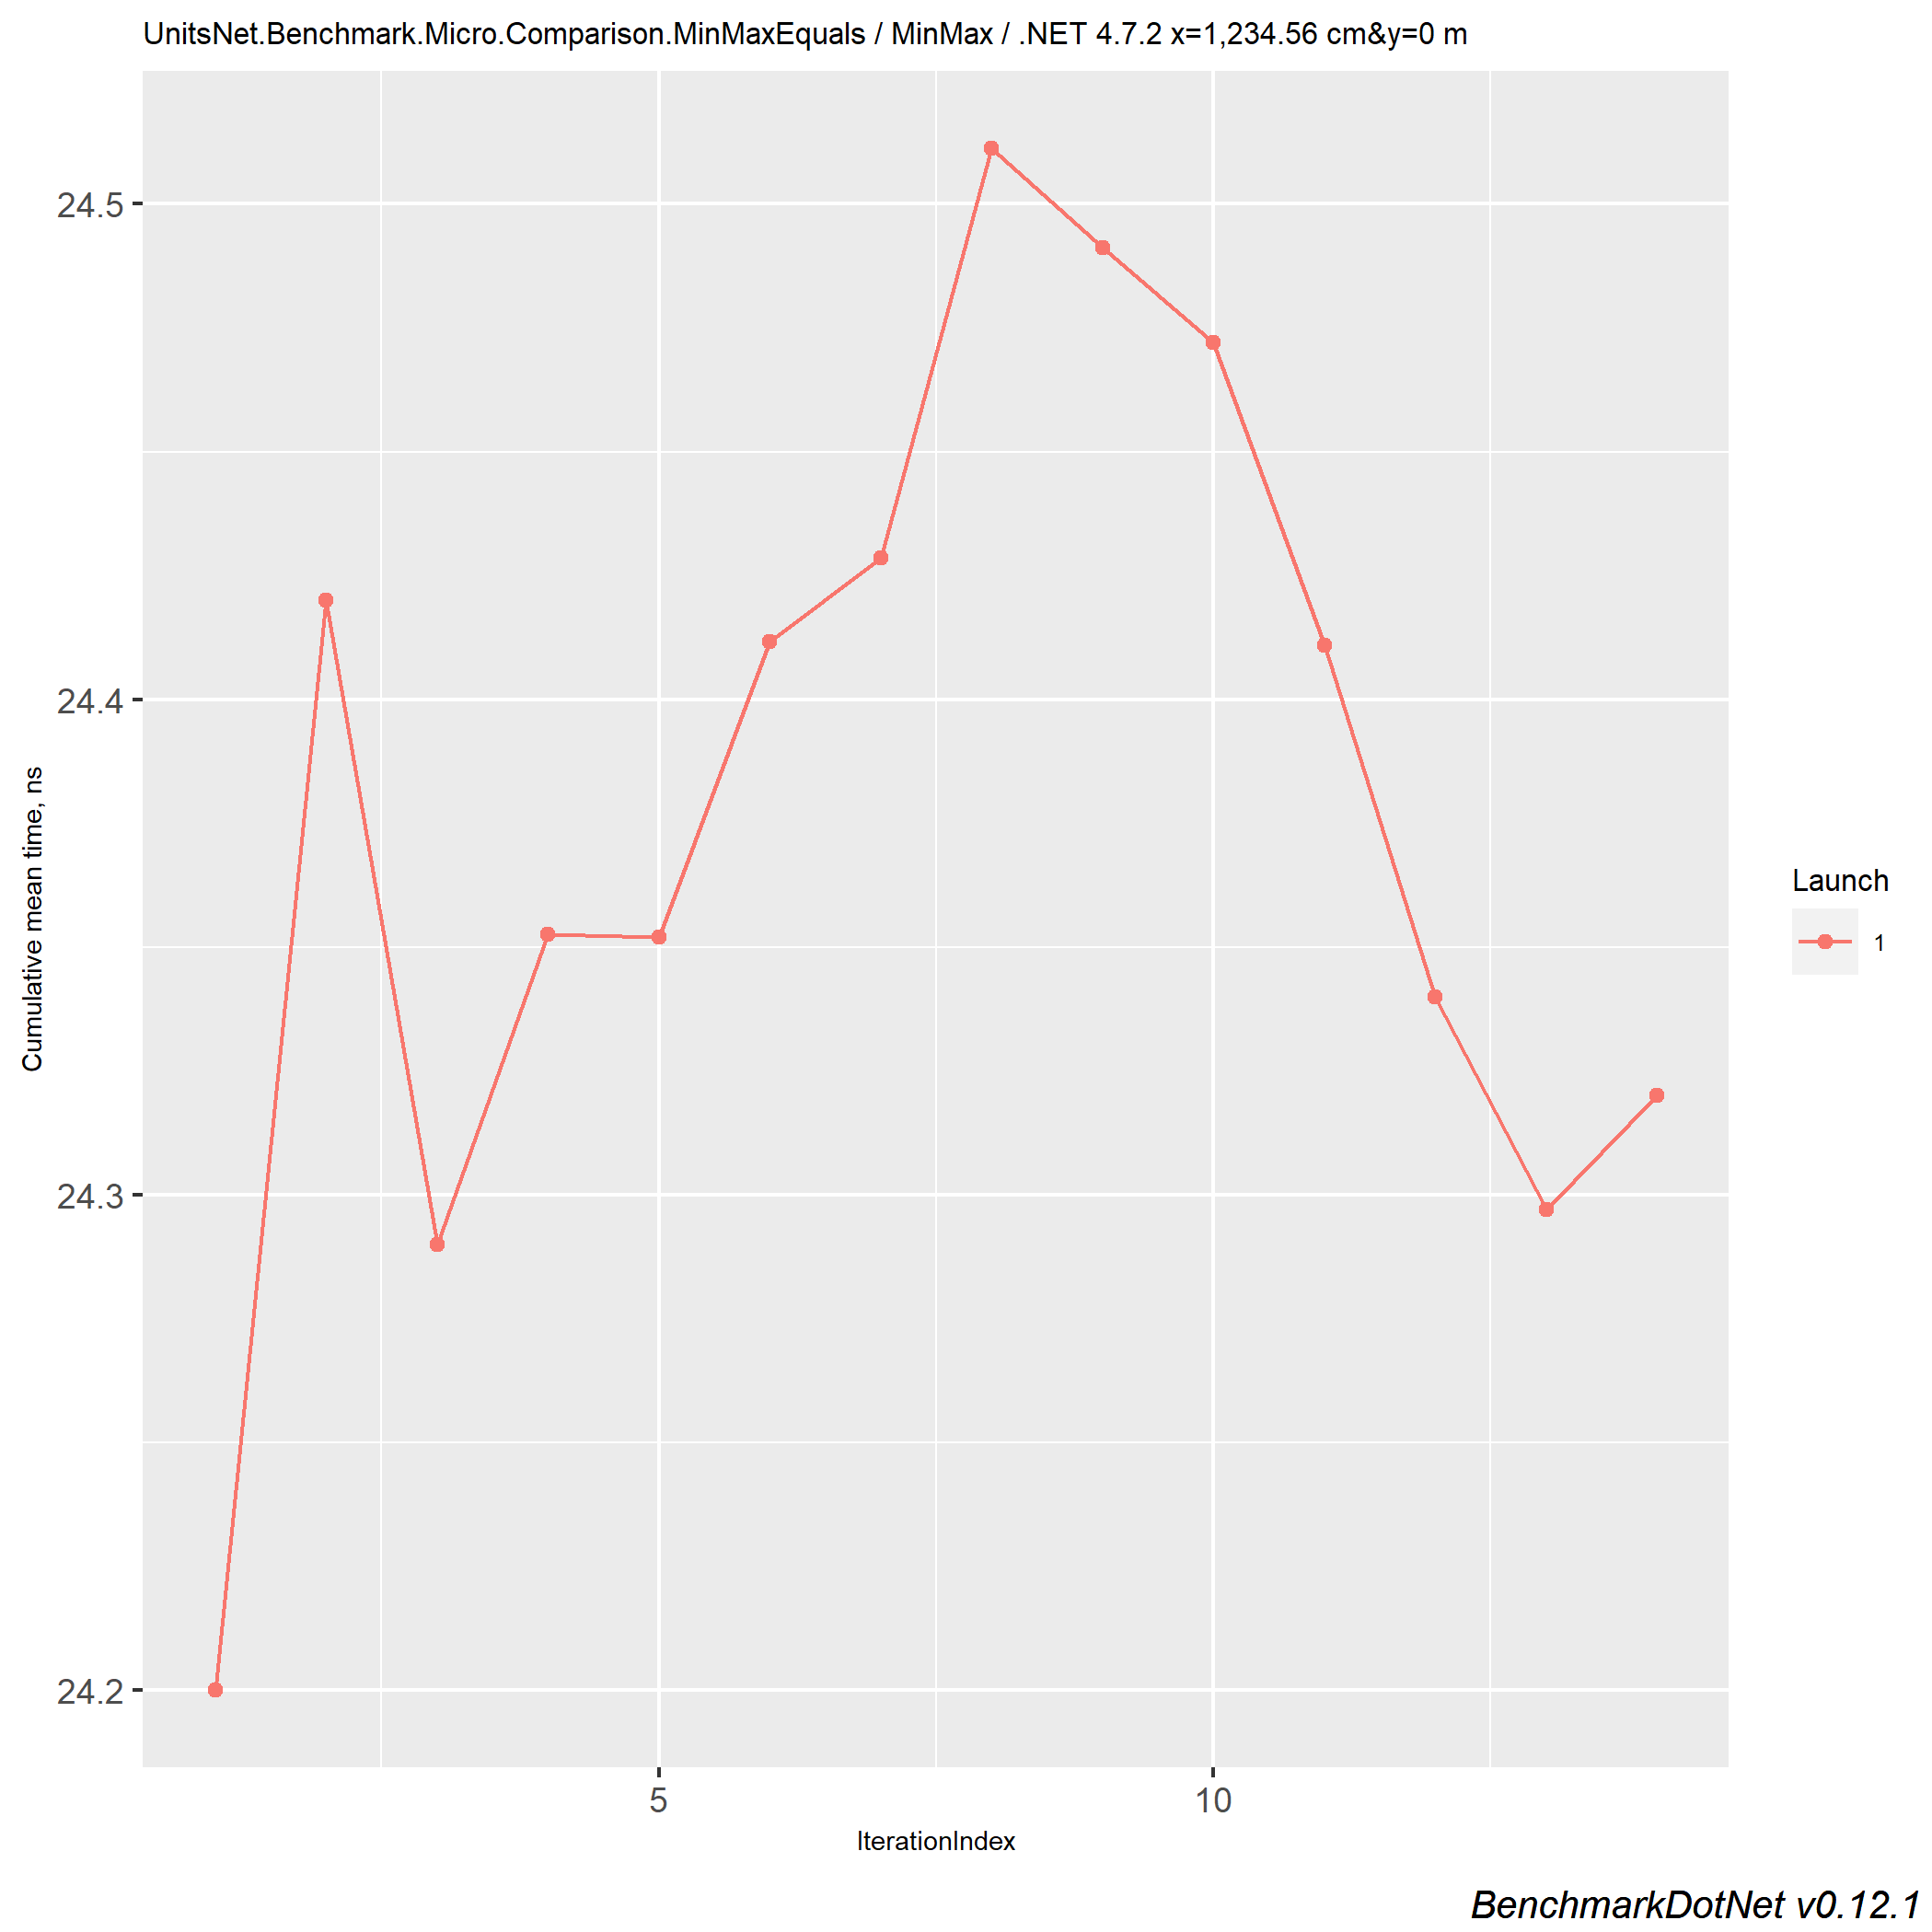 UnitsNet.Benchmark.Micro.Comparison.MinMaxEquals / MinMax / .NET 4.7.2 x=1,234.56 cm&y=0 m
24.5
24.4
24.3
24.2
Cumulative mean time, ns
5
10
IterationIndex
Launch
1
BenchmarkDotNet v0.12.1